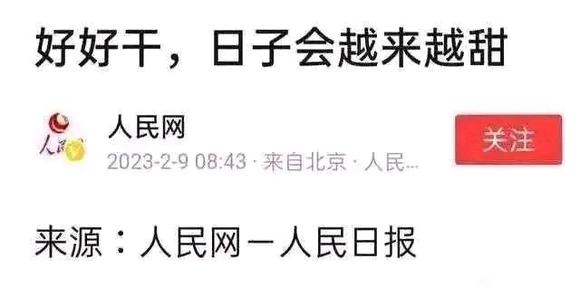 好好干，日子会越来越甜
人民网
关注
2023-2-9 08:43 · 来自北京 · 人民...
来源：人民网－人民日报